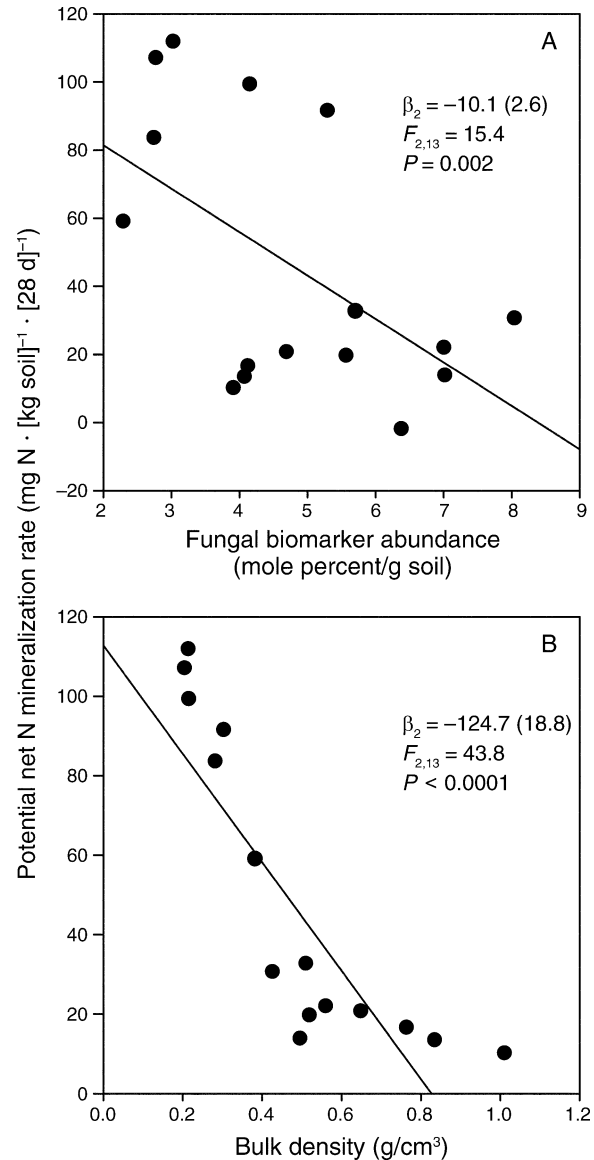 Potential net N mineralization rate (mg N · [kg soil]⁻¹ · [28 d]⁻¹)
120
100
80
60
40
20
0
–20
A
β₂ = –10.1 (2.6)
F₂,₁₃ = 15.4
P = 0.002
2 3 4 5 6 7 8 9
Fungal biomarker abundance
(mole percent/g soil)
120
100
80
60
40
20
0
B
β₂ = –124.7 (18.8)
F₂,₁₃ = 43.8
P < 0.0001
0.0 0.2 0.4 0.6 0.8 1.0 1.2
Bulk density (g/cm³)